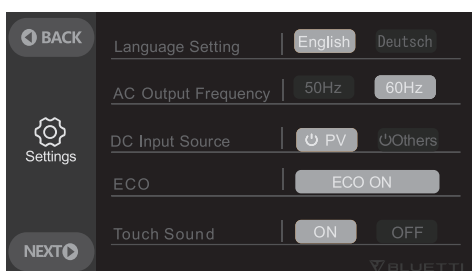 BACK
Language Setting English Deutsch
AC Output Frequency 50Hz 60Hz
Settings
DC Input Source PV Others
ECO ECO ON
Touch Sound ON OFF
NEXT
BLUETTI